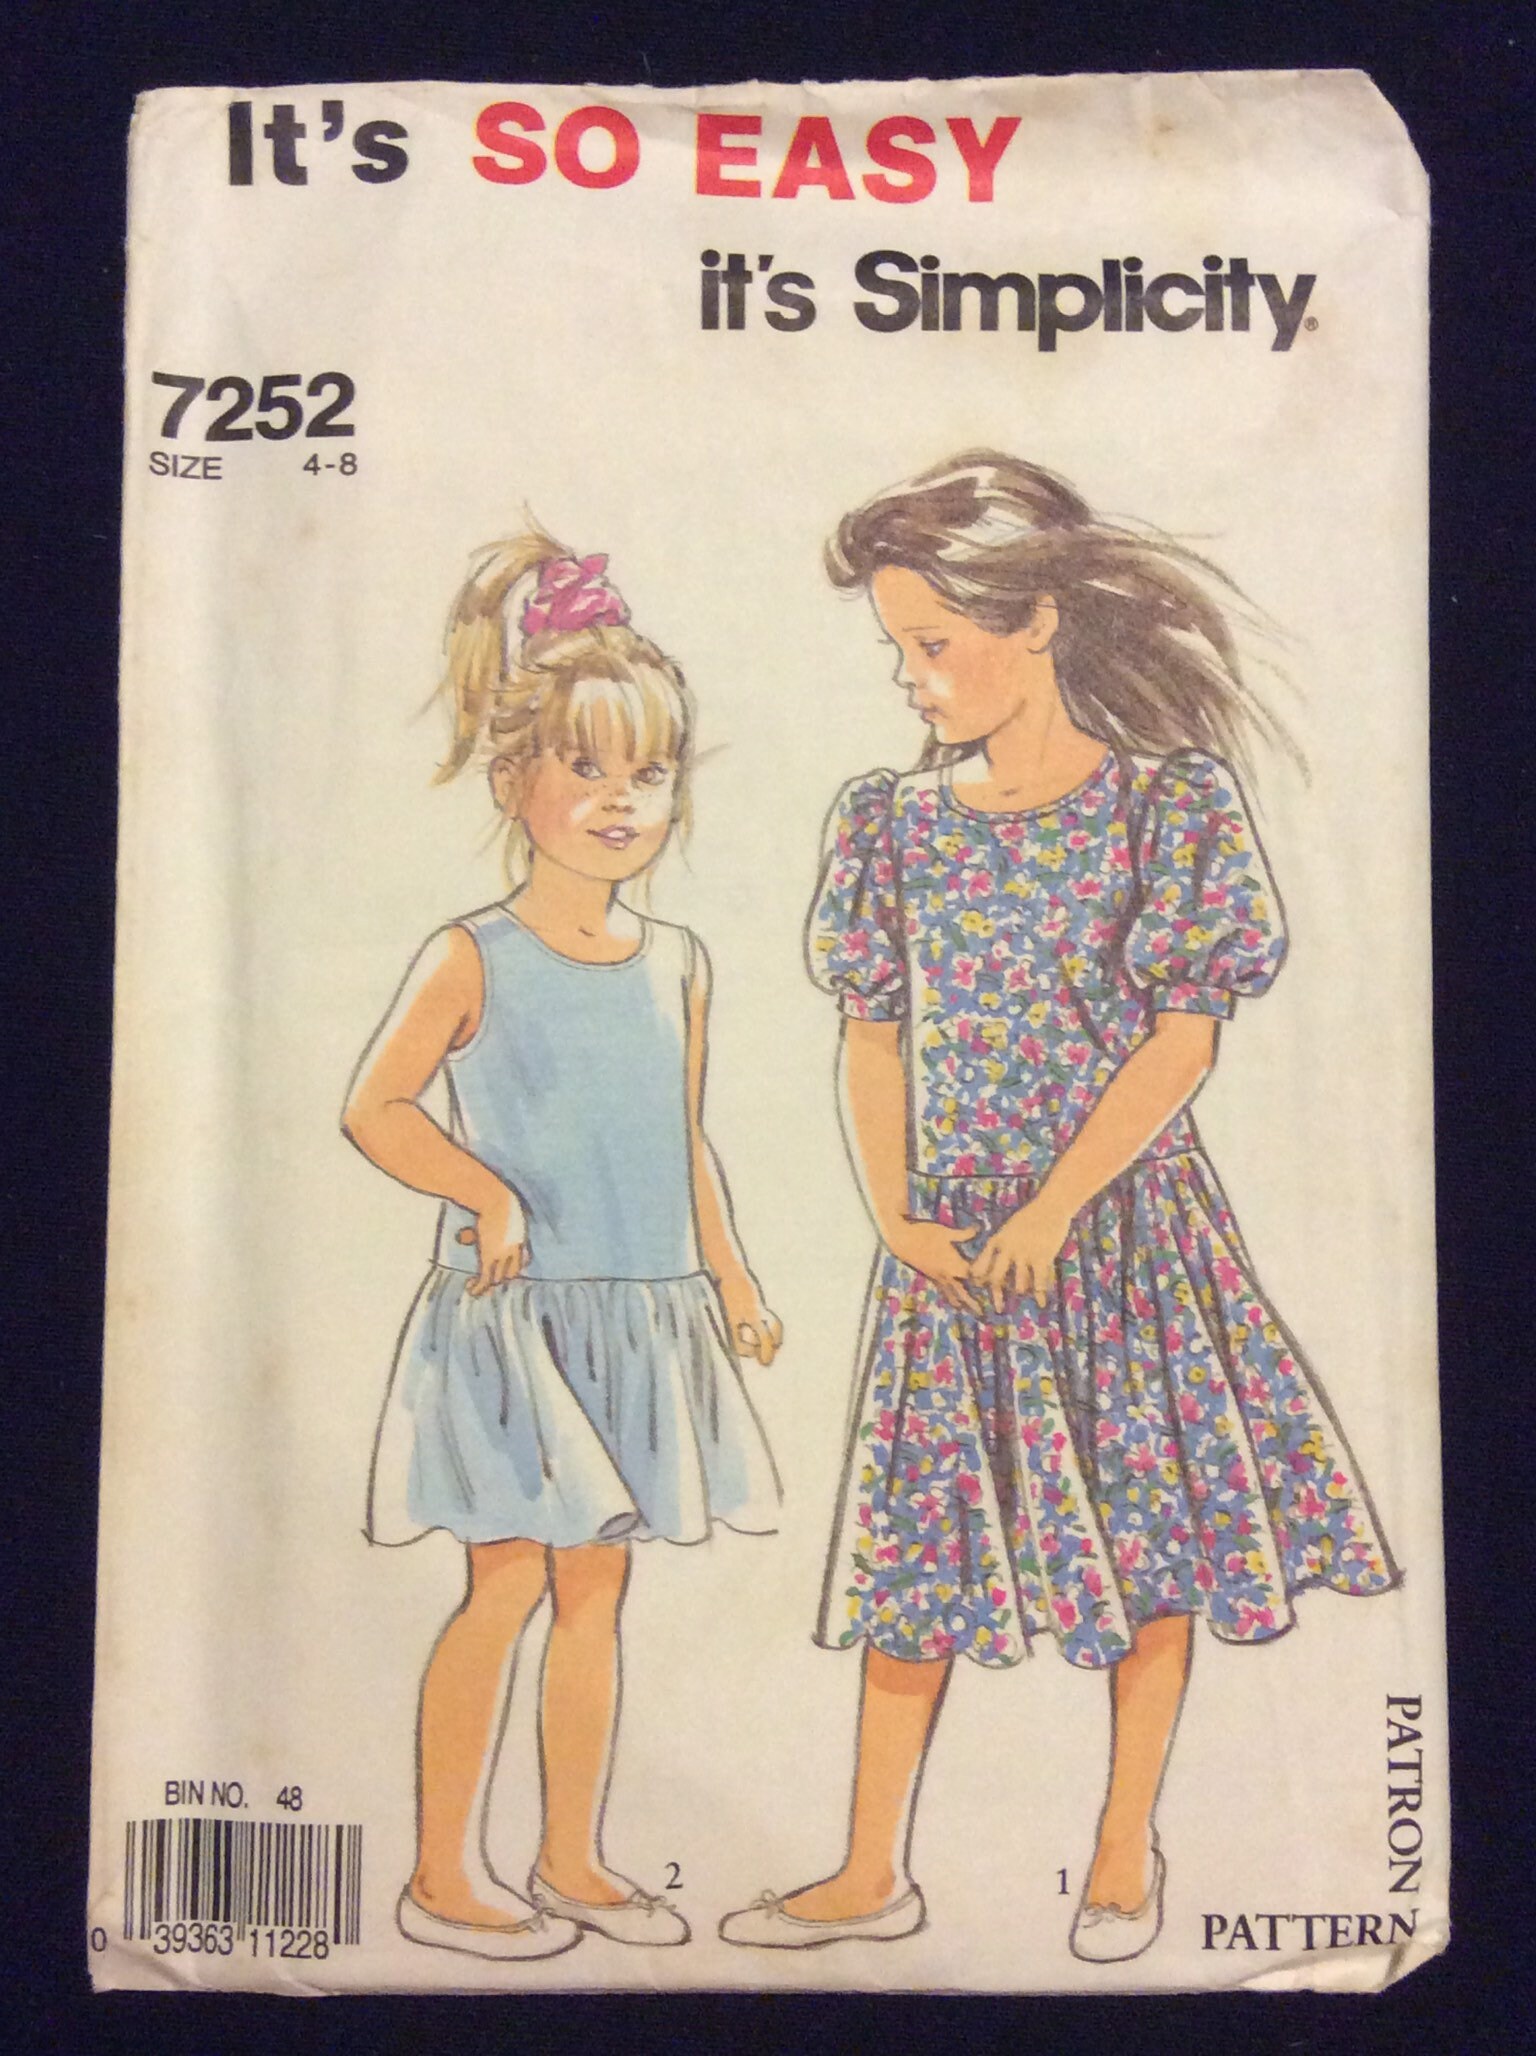 It's SO EASY
it's Simplicity®
7252
SIZE 4-8
BIN NO. 48
0 39363 11228
2
1
PATTERN
PATRON